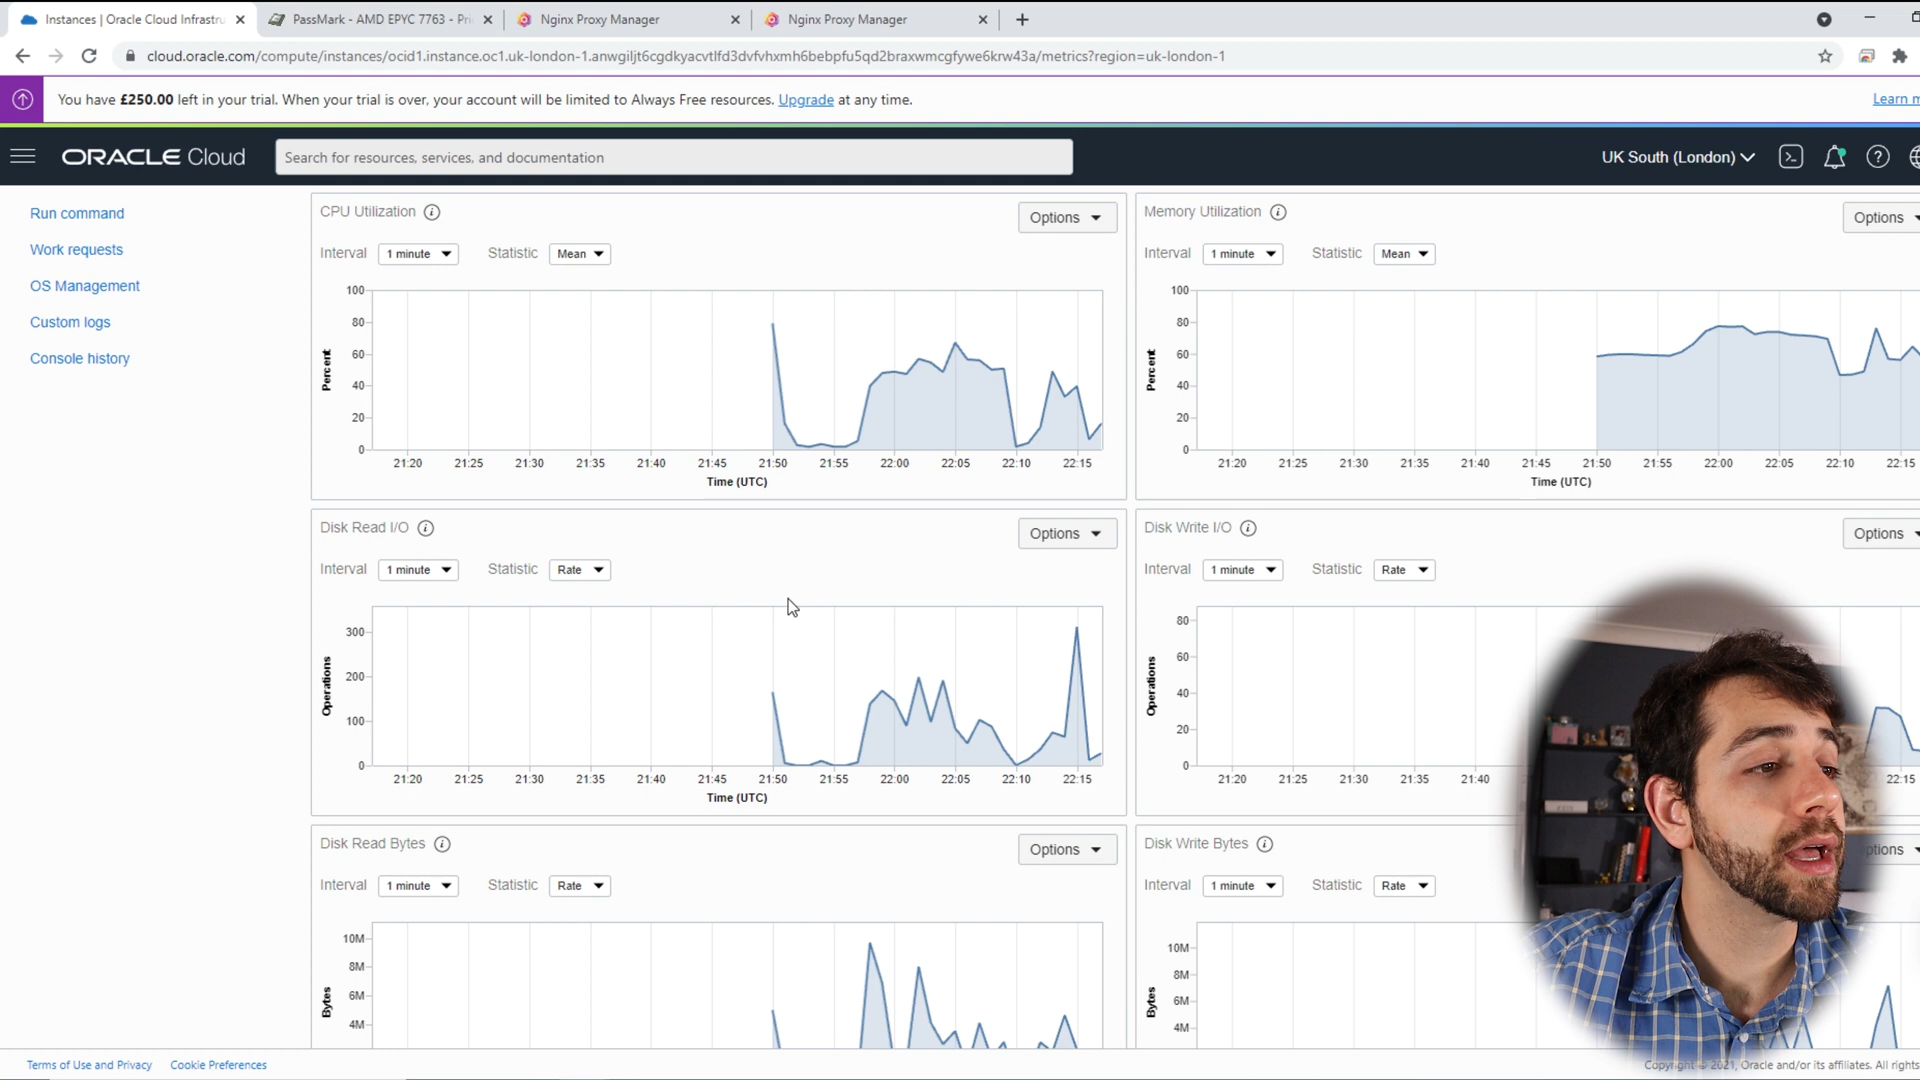 Instances | Oracle Cloud Infrastru
PassMark - AMD EPYC 7763 - Pri
Nginx Proxy Manager
Nginx Proxy Manager
cloud.oracle.com/compute/instances/ocid1.instance.oc1.uk-london-1.anwgiljt6cgdkyacvtlfd3dvfvhxmh6bebpfu5qd2braxwmcgfywe6krw43a/metrics?region=uk-london-1
You have £250.00 left in your trial. When your trial is over, your account will be limited to Always Free resources. Upgrade at any time.
Learn m
ORACLE Cloud
Search for resources, services, and documentation
UK South (London)
Run command
Work requests
OS Management
Custom logs
Console history
CPU Utilization
Options
Interval 1 minute Statistic Mean
100
80
60
40
20
0
Percent
21:20 21:25 21:30 21:35 21:40 21:45 21:50 21:55 22:00 22:05 22:10 22:15
Time (UTC)
Memory Utilization
Options
Interval 1 minute Statistic Mean
100
80
60
40
20
0
Percent
21:20 21:25 21:30 21:35 21:40 21:45 21:50 21:55 22:00 22:05 22:10 22:15
Time (UTC)
Disk Read I/O
Options
Interval 1 minute Statistic Rate
300
200
100
0
Operations
21:20 21:25 21:30 21:35 21:40 21:45 21:50 21:55 22:00 22:05 22:10 22:15
Time (UTC)
Disk Write I/O
Options
Interval 1 minute Statistic Rate
80
60
40
20
0
Operations
21:20 21:25 21:30 21:35 21:40 22:15
Disk Read Bytes
Options
Interval 1 minute Statistic Rate
10M
8M
6M
4M
Bytes
Disk Write Bytes
ptions
Interval 1 minute Statistic Rate
10M
8M
6M
4M
Bytes
Terms of Use and Privacy
Cookie Preferences
Copyright © 2021, Oracle and/or its affiliates. All rights